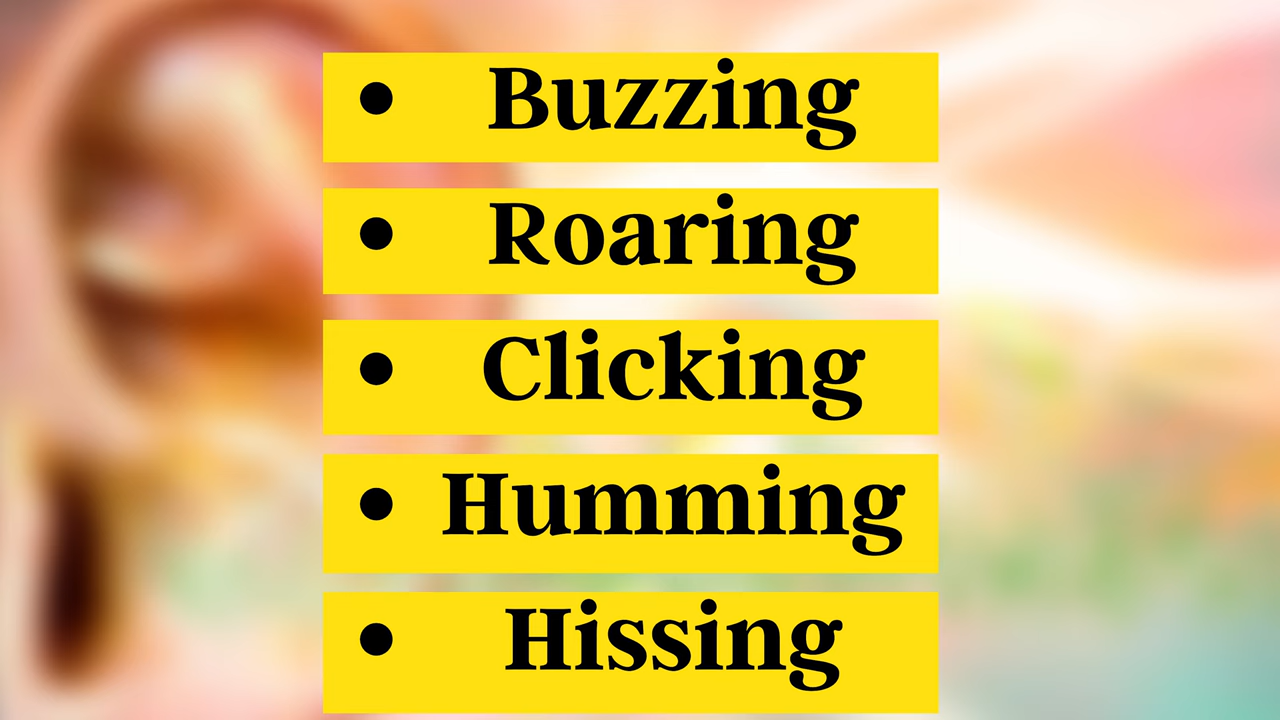 • Buzzing
• Roaring
• Clicking
• Humming
• Hissing